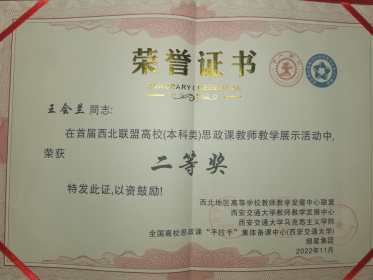 荣誉证书
HONORARY CREDENTIAL
王会兰同志:
在首届西北联盟高校(本科类)思政课教师教学展示活动中,
荣获
二等奖
特发此证,以资鼓励!
西北地区高等学校教师教学发展中心联盟
西安交通大学教师教学发展中心
西安交通大学马克思主义学院
全国高校思政课“手拉手”集体备课中心(西安交通大学)
超星集团
2022年11月